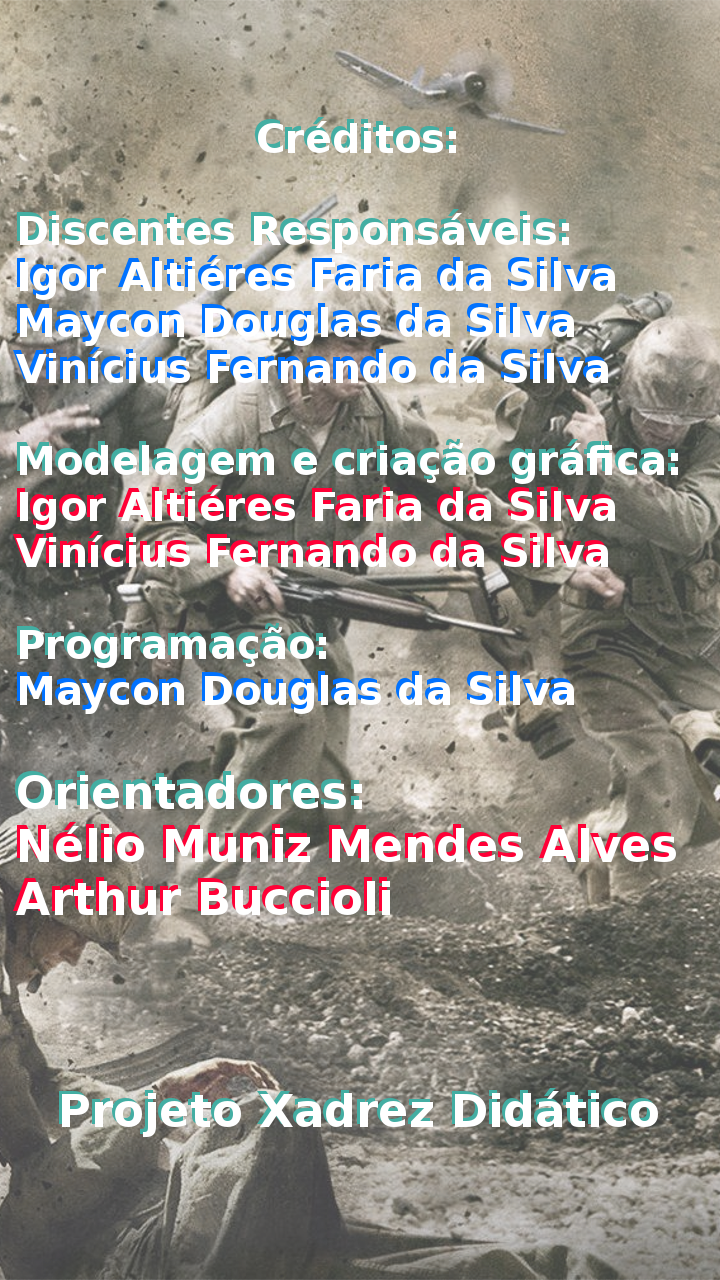 Créditos:
Discentes Responsáveis:
Igor Altiéres Faria da Silva
Maycon Douglas da Silva
Vinícius Fernando da Silva
Modelagem e criação gráfica:
Igor Altiéres Faria da Silva
Vinícius Fernando da Silva
Programação:
Maycon Douglas da Silva
Orientadores:
Nélio Muniz Mendes Alves
Arthur Buccioli
Projeto Xadrez Didático